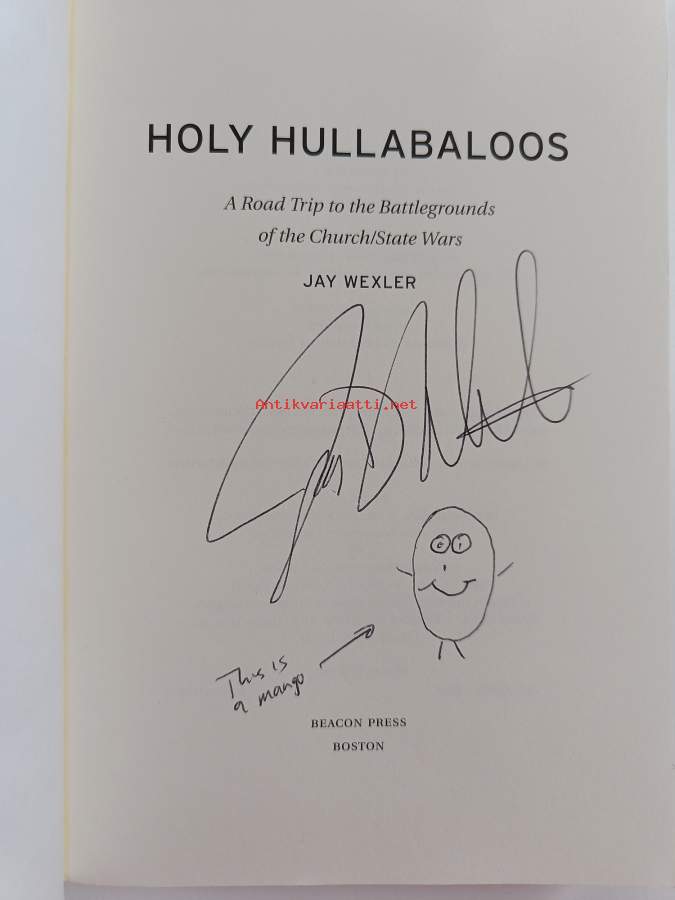 HOLY HULLABALOOS
A Road Trip to the Battlegrounds
of the Church/State Wars
JAY WEXLER
Antikvariaatti.net
This is
a mango
BEACON PRESS
BOSTON